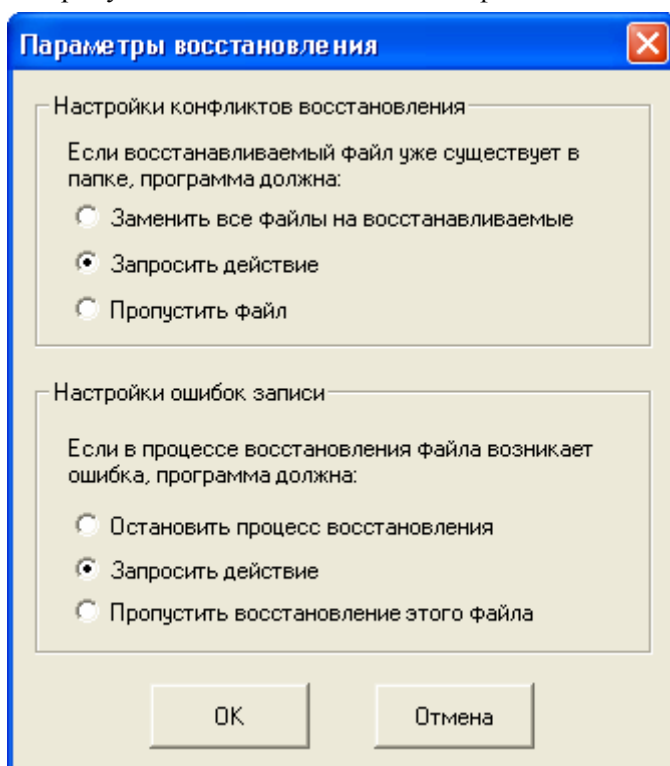 Параметры восстановления
Настройки конфликтов восстановления
Если восстанавливаемый файл уже существует в
папке, программа должна:
Заменить все файлы на восстанавливаемые
Запросить действие
Пропустить файл
Настройки ошибок записи
Если в процессе восстановления файла возникает
ошибка, программа должна:
Остановить процесс восстановления
Запросить действие
Пропустить восстановление этого файла
OK Отмена